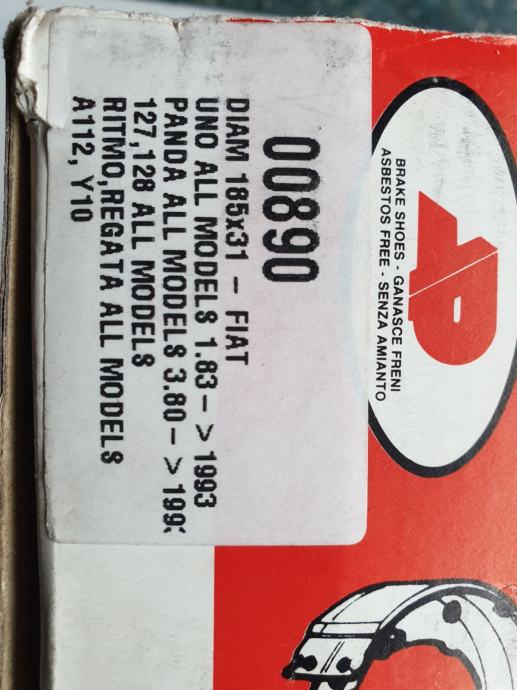 00890
DIAM 185x31 - FIAT
UNO ALL MODELS 1.83-> 1993
PANDA ALL MODELS 3.80->
127,128 ALL MODELS
RITMO,REGATA ALL MODELS
A112, Y10
AP
BRAKE SHOES - GANASCE FRENI
ASBESTOS FREE - SENZA AMIANTO